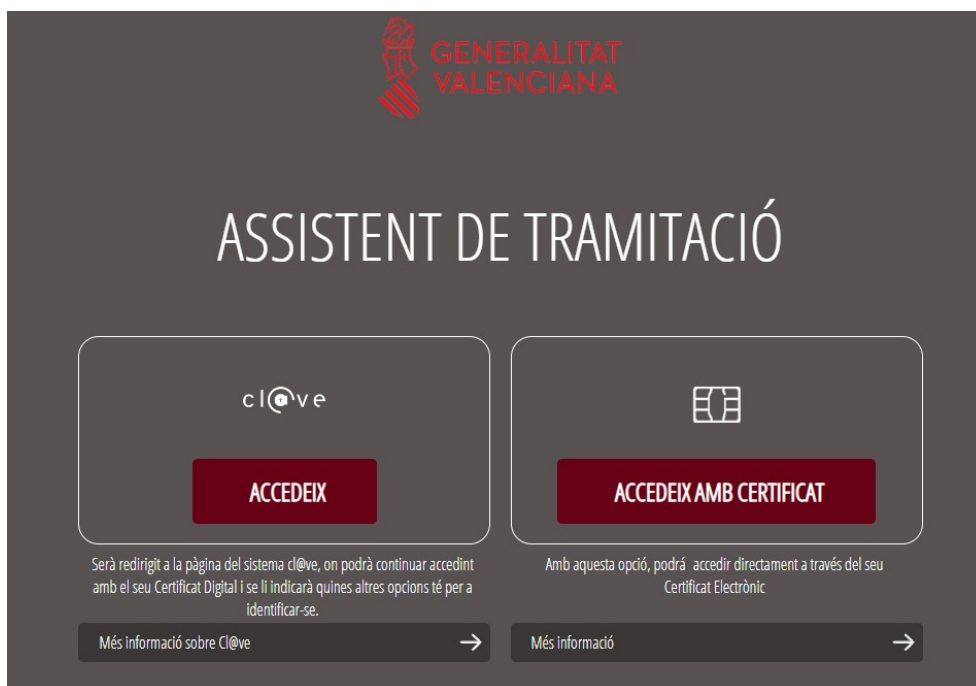 GENERALITAT
VALENCIANA
ASSISTENT DE TRAMITACIÓ
cl@ve
ACCEDEIX
Serà redirigit a la pàgina del sistema cl@ve, on podrà continuar accedint
amb el seu Certificat Digital i se li indicarà quines altres opcions té per a
identificar-se.
Més informació sobre Cl@ve
ACCEDEIX AMB CERTIFICAT
Amb aquesta opció, podrá accedir directament a través del seu
Certificat Electrònic
Més informació